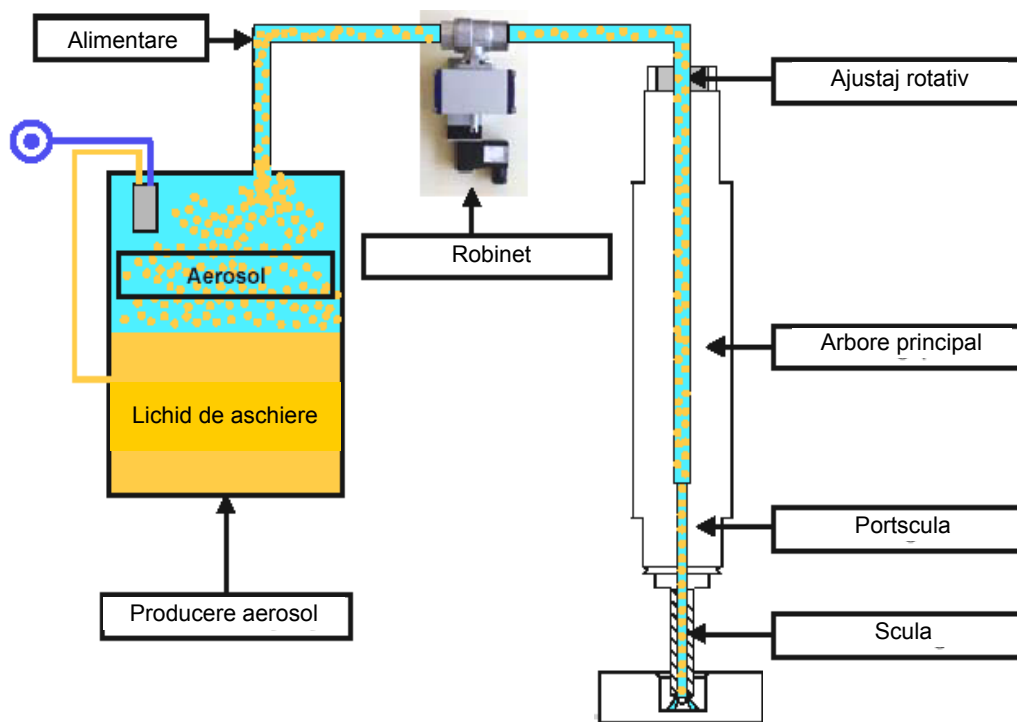 Alimentare
Ajustaj rotativ
Robinet
Aerosol
Arbore principal
Lichid de aschiere
Portscula
Producere aerosol
Scula